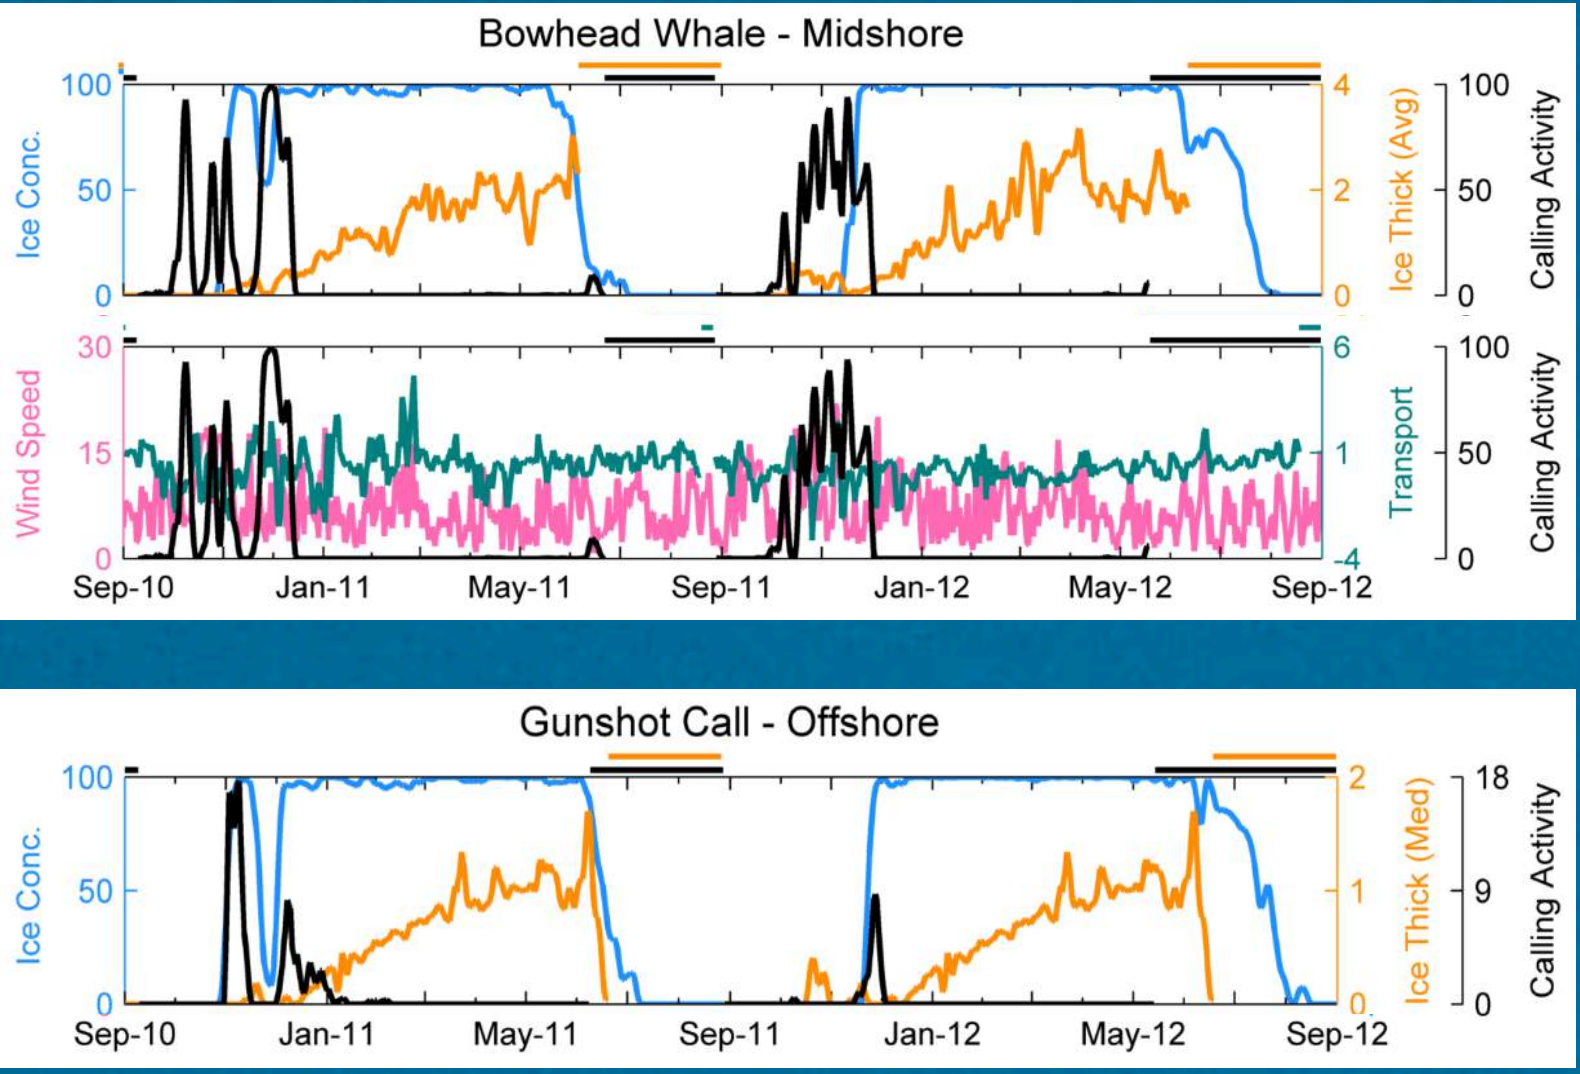 Bowhead Whale - Midshore
Ice Conc.
100
50
0
4
2
0
Ice Thick (Avg)
100
50
0
Calling Activity
Wind Speed
30
15
0
6
1
-4
Transport
100
50
0
Calling Activity
Sep-10 Jan-11 May-11 Sep-11 Jan-12 May-12 Sep-12
Gunshot Call - Offshore
Ice Conc.
100
50
0
2
1
0
Ice Thick (Med)
18
9
0
Calling Activity
Sep-10 Jan-11 May-11 Sep-11 Jan-12 May-12 Sep-12